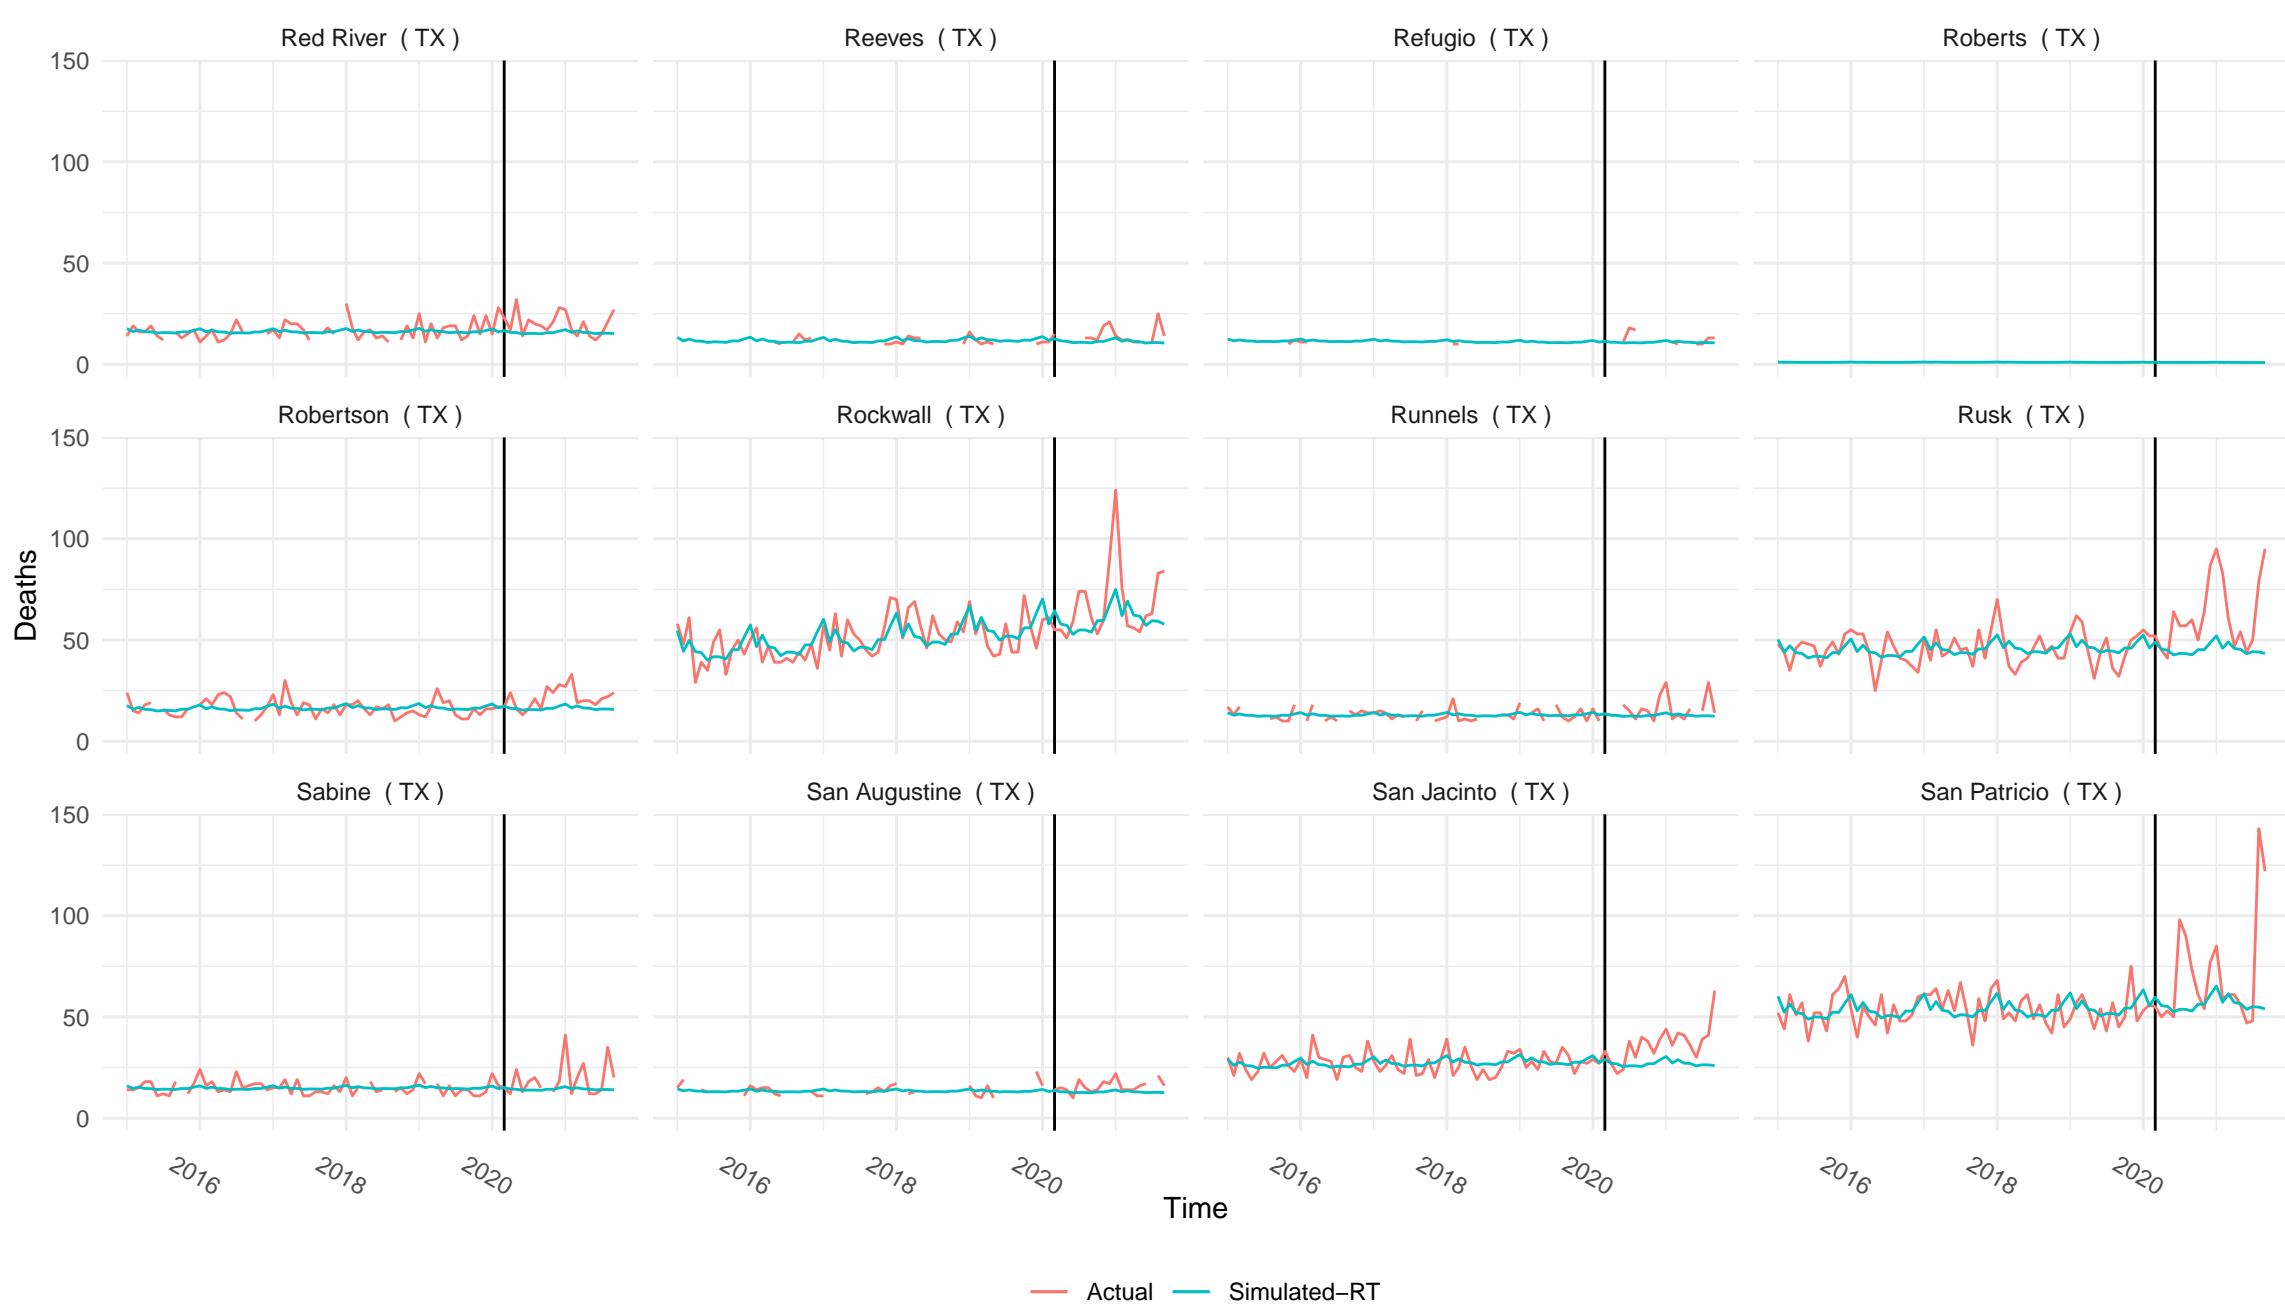 Red River ( TX )
Reeves ( TX )
Refugio ( TX )
Roberts ( TX )
150
100
50
0
Robertson ( TX )
Rockwall ( TX )
Runnels ( TX )
Rusk ( TX )
150
100
50
0
Deaths
Sabine ( TX )
San Augustine ( TX )
San Jacinto ( TX )
San Patricio ( TX )
150
100
50
0
2016
2018
2020
2016
2018
2020
2016
2018
2020
2016
2018
2020
Time
Actual
Simulated−RT